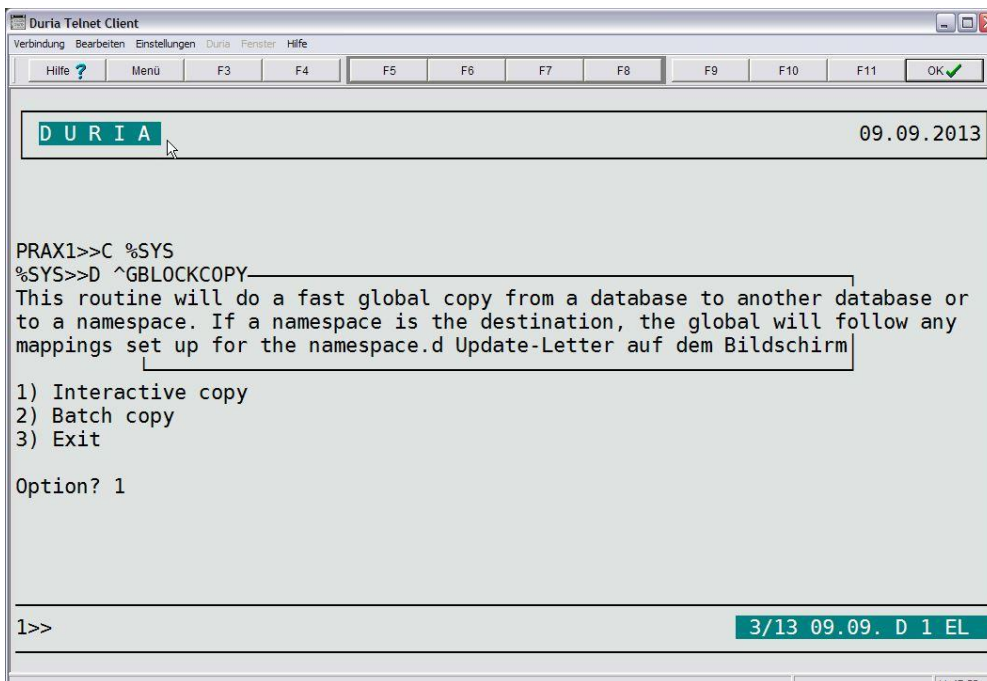 Duria Telnet Client
Verbindung Bearbeiten Einstellungen Duria Fenster Hilfe
Hilfe ? Menü F3 F4 F5 F6 F7 F8 F9 F10 F11 OK
D U R I A 09.09.2013
PRAX1>>C %SYS
%SYS>>D ^GBLOCKCOPY
This routine will do a fast global copy from a database to another database or
to a namespace. If a namespace is the destination, the global will follow any
mappings set up for the namespace.d Update-Letter auf dem Bildschirm
1) Interactive copy
2) Batch copy
3) Exit
Option? 1
1>> 3/13 09.09. D 1 EL